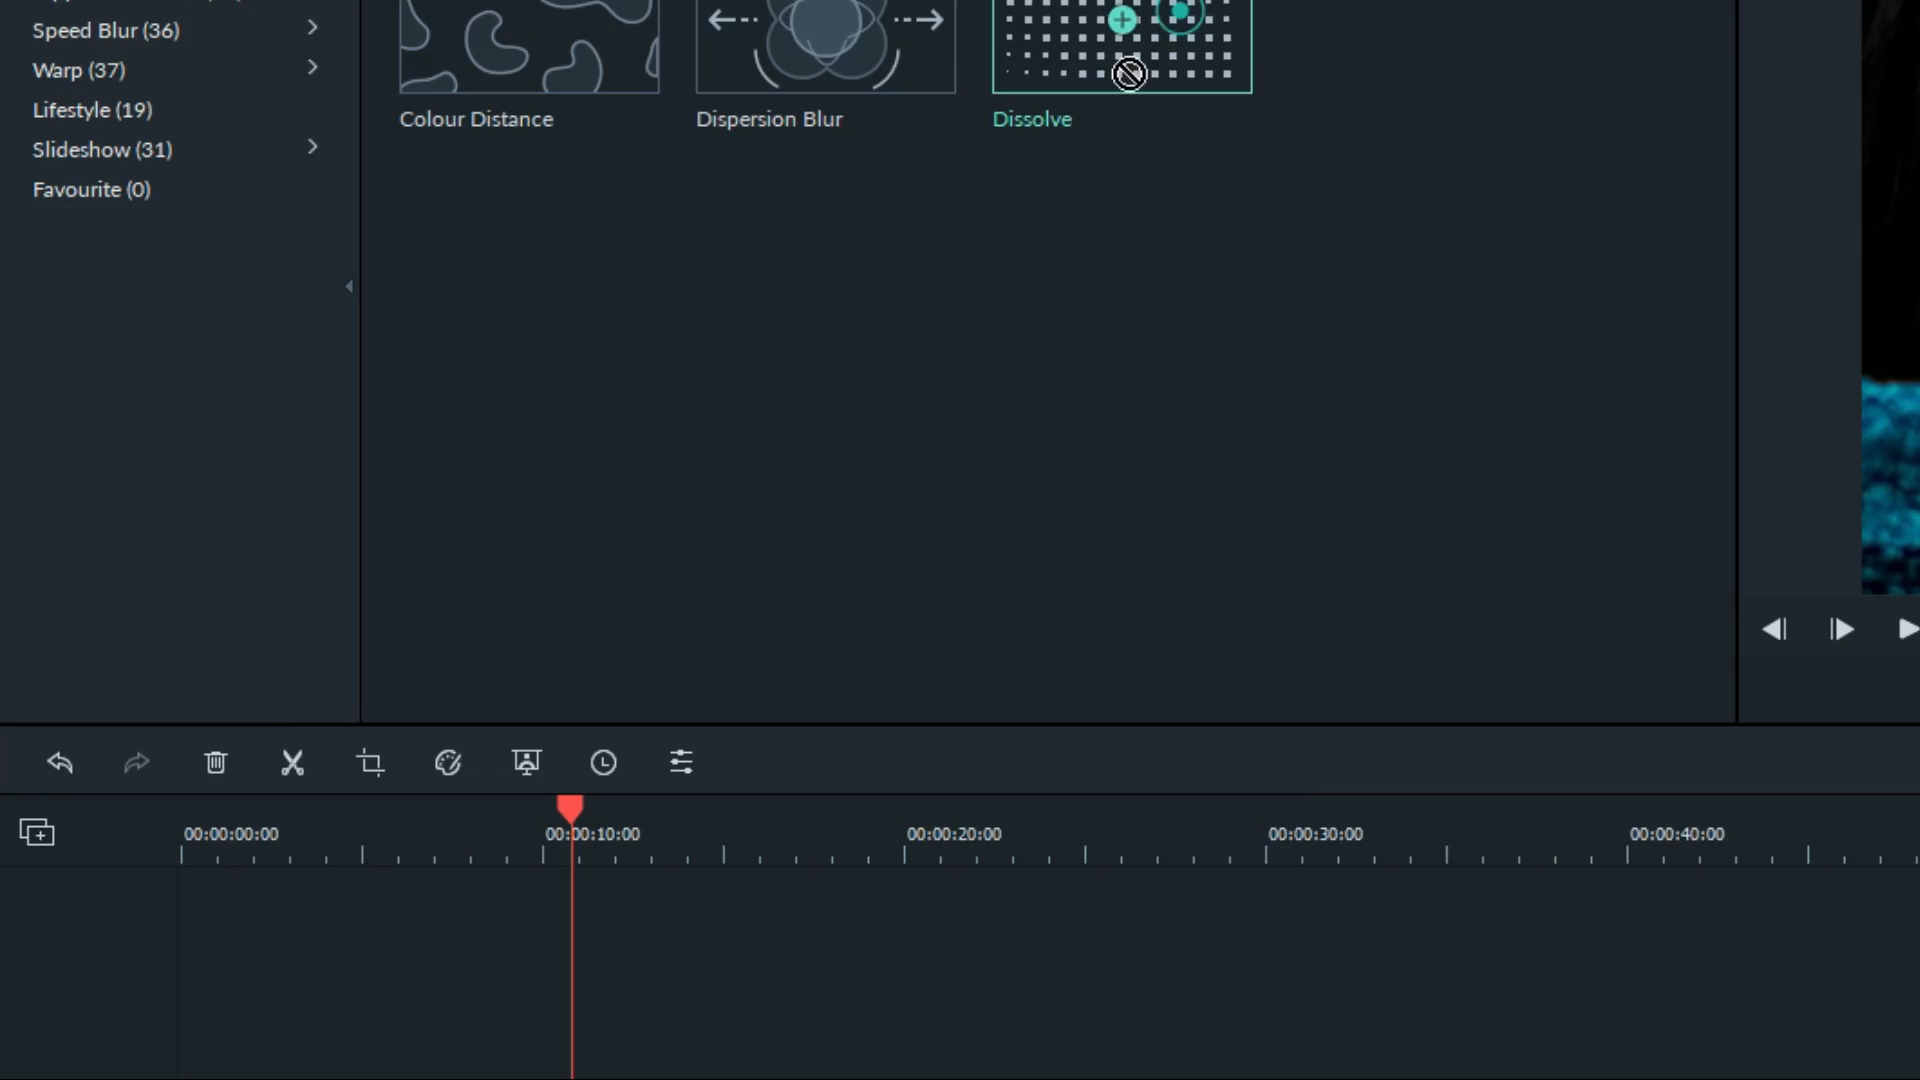 Speed Blur (36)
Warp (37)
Lifestyle (19)
Slideshow (31)
Favourite (0)
Colour Distance
Dispersion Blur
Dissolve
00:00:00:00
00:00:10:00
00:00:20:00
00:00:30:00
00:00:40:00